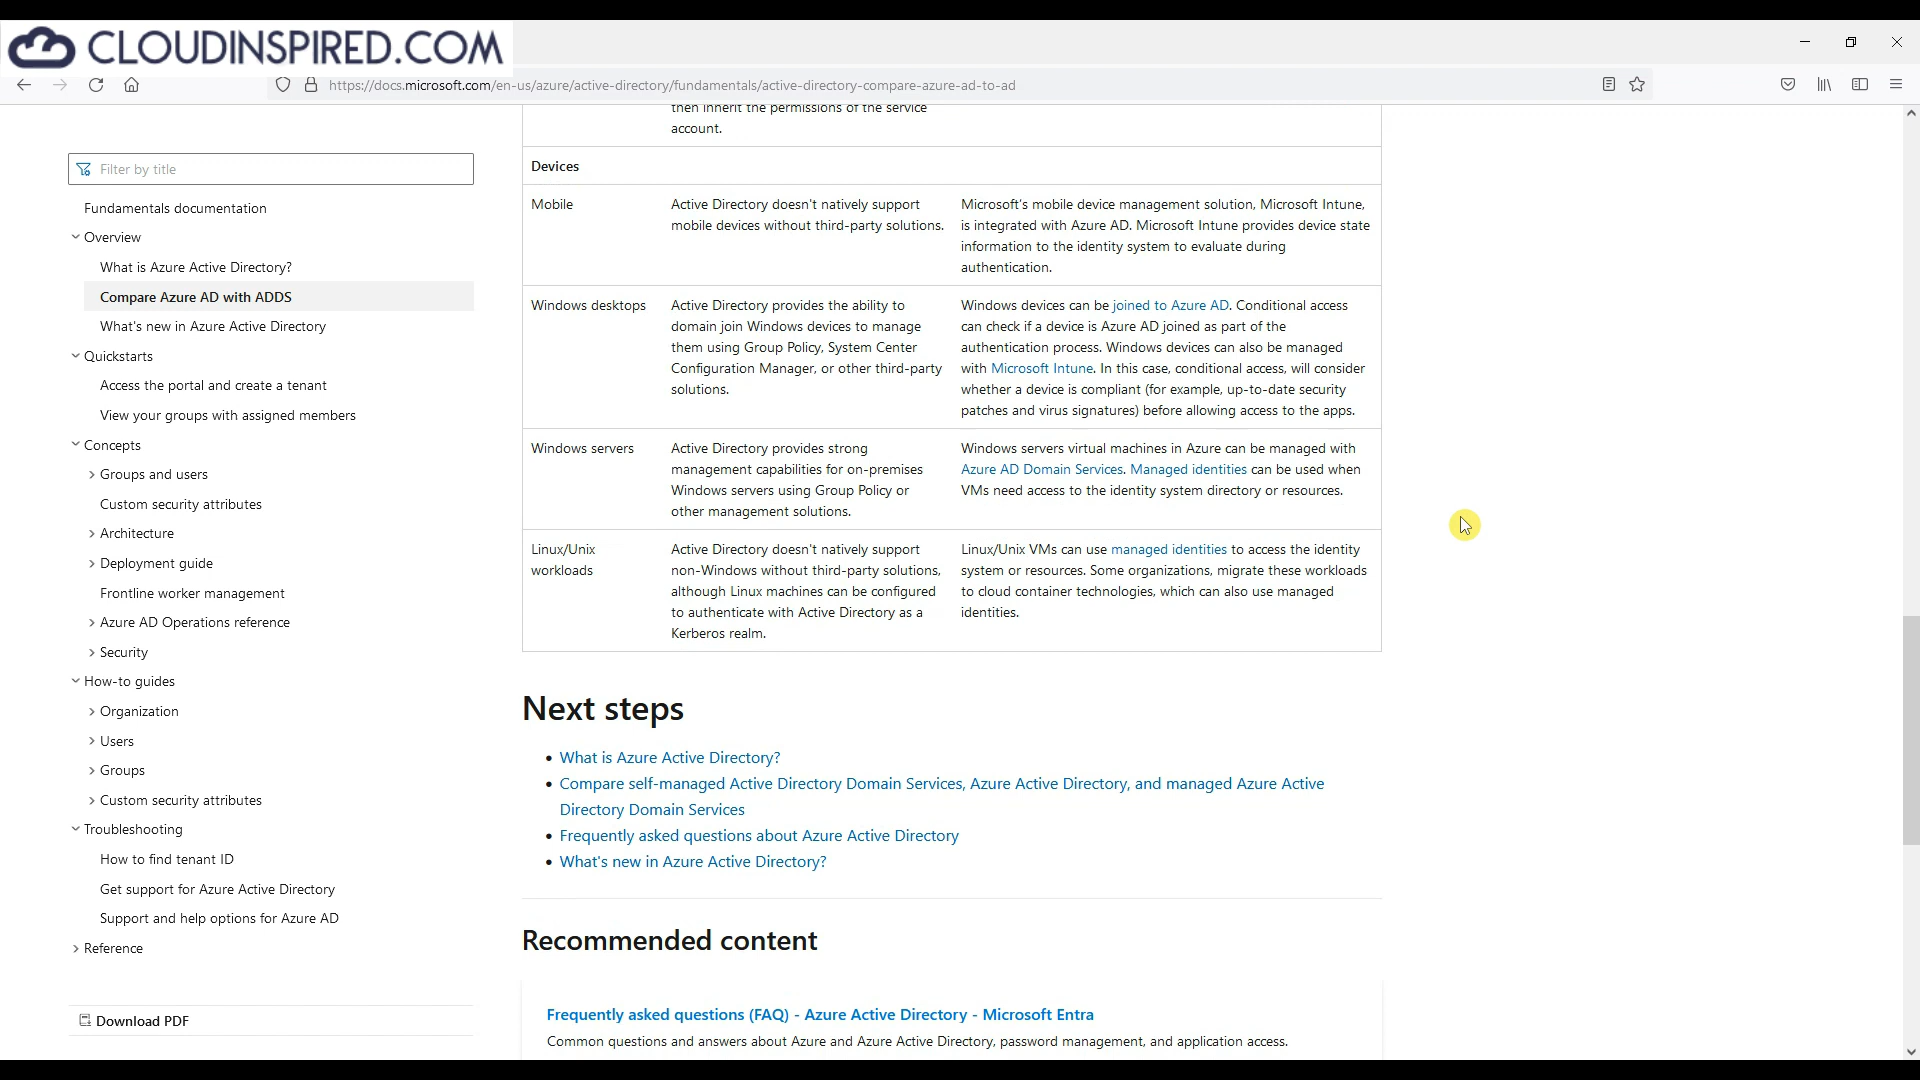 CLOUDINSPIRED.COM
https://docs.microsoft.com/en-us/azure/active-directory/fundamentals/active-directory-compare-azure-ad-to-ad
Filter by title
Fundamentals documentation
Overview
What is Azure Active Directory?
Compare Azure AD with ADDS
What's new in Azure Active Directory
Quickstarts
Access the portal and create a tenant
View your groups with assigned members
Concepts
Groups and users
Custom security attributes
Architecture
Deployment guide
Frontline worker management
Azure AD Operations reference
Security
How-to guides
Organization
Users
Groups
Custom security attributes
Troubleshooting
How to find tenant ID
Get support for Azure Active Directory
Support and help options for Azure AD
Reference
Download PDF
then inherit the permissions of the service
account.
Devices
Mobile
Active Directory doesn't natively support
mobile devices without third-party solutions.
Microsoft's mobile device management solution, Microsoft Intune,
is integrated with Azure AD. Microsoft Intune provides device state
information to the identity system to evaluate during
authentication.
Windows desktops
Active Directory provides the ability to
domain join Windows devices to manage
them using Group Policy, System Center
Configuration Manager, or other third-party
solutions.
Windows devices can be joined to Azure AD. Conditional access
can check if a device is Azure AD joined as part of the
authentication process. Windows devices can also be managed
with Microsoft Intune. In this case, conditional access, will consider
whether a device is compliant (for example, up-to-date security
patches and virus signatures) before allowing access to the apps.
Windows servers
Active Directory provides strong
management capabilities for on-premises
Windows servers using Group Policy or
other management solutions.
Windows servers virtual machines in Azure can be managed with
Azure AD Domain Services. Managed identities can be used when
VMs need access to the identity system directory or resources.
Linux/Unix
workloads
Active Directory doesn't natively support
non-Windows without third-party solutions,
although Linux machines can be configured
to authenticate with Active Directory as a
Kerberos realm.
Linux/Unix VMs can use managed identities to access the identity
system or resources. Some organizations, migrate these workloads
to cloud container technologies, which can also use managed
identities.
Next steps
• What is Azure Active Directory?
• Compare self-managed Active Directory Domain Services, Azure Active Directory, and managed Azure Active
Directory Domain Services
• Frequently asked questions about Azure Active Directory
• What's new in Azure Active Directory?
Recommended content
Frequently asked questions (FAQ) - Azure Active Directory - Microsoft Entra
Common questions and answers about Azure and Azure Active Directory, password management, and application access.